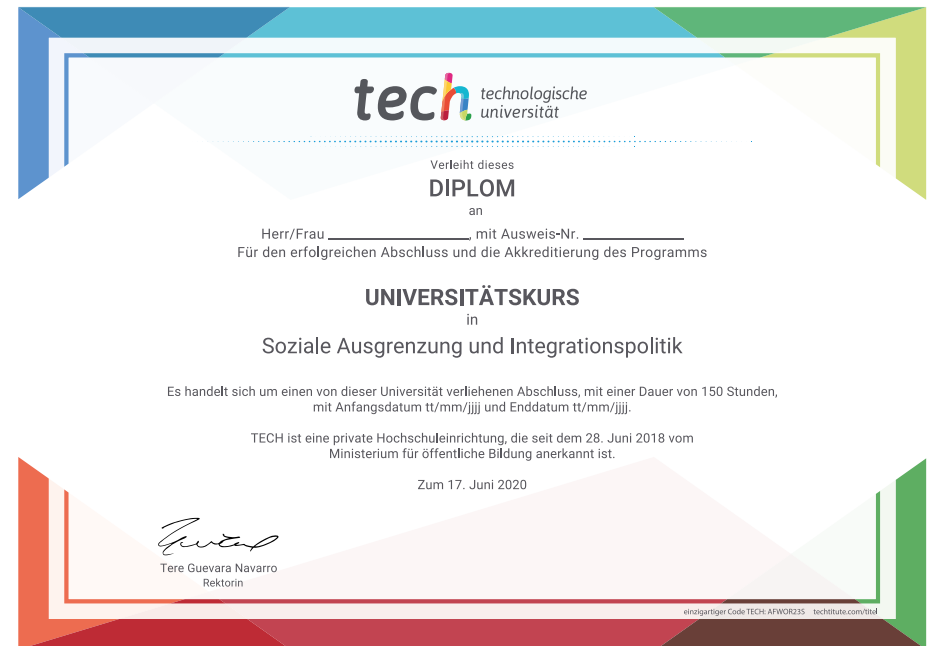 tech technologische
universität
Verleiht dieses
DIPLOM
an
Herr/Frau ____________________, mit Ausweis-Nr. ______________
Für den erfolgreichen Abschluss und die Akkreditierung des Programms
UNIVERSITÄTSKURS
in
Soziale Ausgrenzung und Integrationspolitik
Es handelt sich um einen von dieser Universität verliehenen Abschluss, mit einer Dauer von 150 Stunden,
mit Anfangsdatum tt/mm/jjjj und Enddatum tt/mm/jjjj.
TECH ist eine private Hochschuleinrichtung, die seit dem 28. Juni 2018 vom
Ministerium für öffentliche Bildung anerkannt ist.
Zum 17. Juni 2020
Tere Guevara Navarro
Rektorin
einzigartiger Code TECH: AFWOR23S techtitute.com/titel